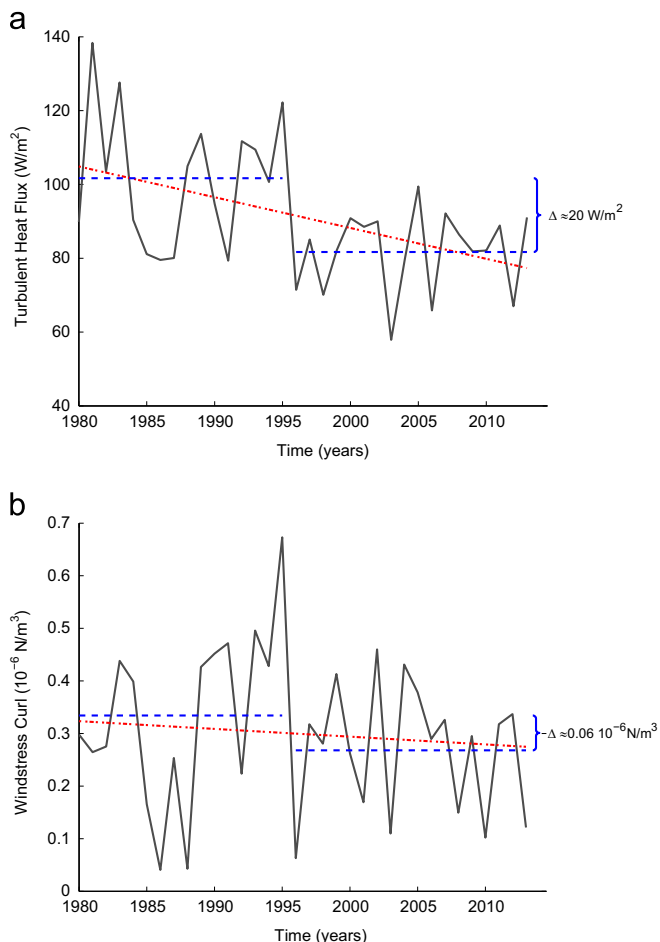 a
140
120
100
80
60
40
Turbulent Heat Flux (W/m²)
Δ ≈20 W/m²
1980 1985 1990 1995 2000 2005 2010
Time (years)
b
0.7
0.6
0.5
0.4
0.3
0.2
0.1
0
Windstress Curl (10⁻⁶ N/m³)
-Δ ≈0.06 10⁻⁶N/m³
1980 1985 1990 1995 2000 2005 2010
Time (years)